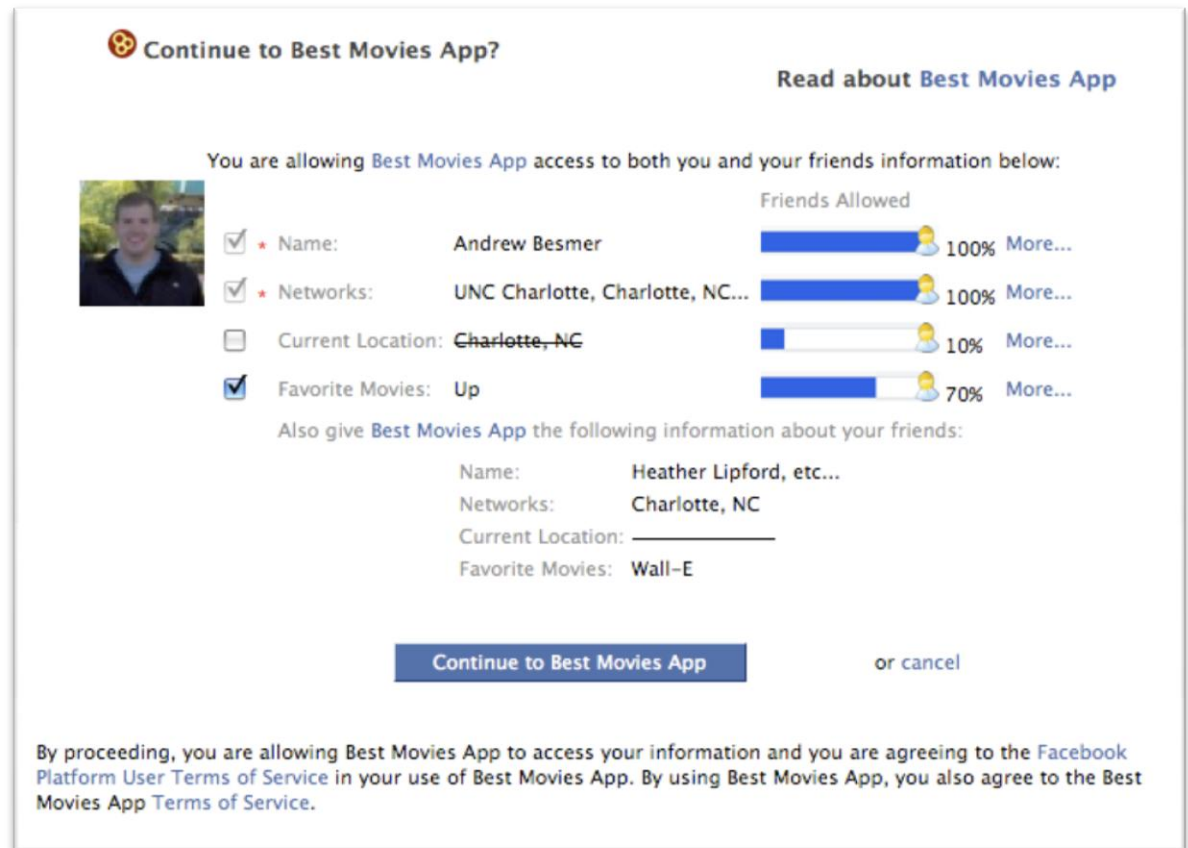 Continue to Best Movies App?
Read about Best Movies App
You are allowing Best Movies App access to both you and your friends information below:
Friends Allowed
* Name: Andrew Besmer 100% More...
* Networks: UNC Charlotte, Charlotte, NC... 100% More...
Current Location: Charlotte, NC 10% More...
Favorite Movies: Up 70% More...
Also give Best Movies App the following information about your friends:
Name: Heather Lipford, etc...
Networks: Charlotte, NC
Current Location:
Favorite Movies: Wall-E
Continue to Best Movies App or cancel
By proceeding, you are allowing Best Movies App to access your information and you are agreeing to the Facebook
Platform User Terms of Service in your use of Best Movies App. By using Best Movies App, you also agree to the Best
Movies App Terms of Service.